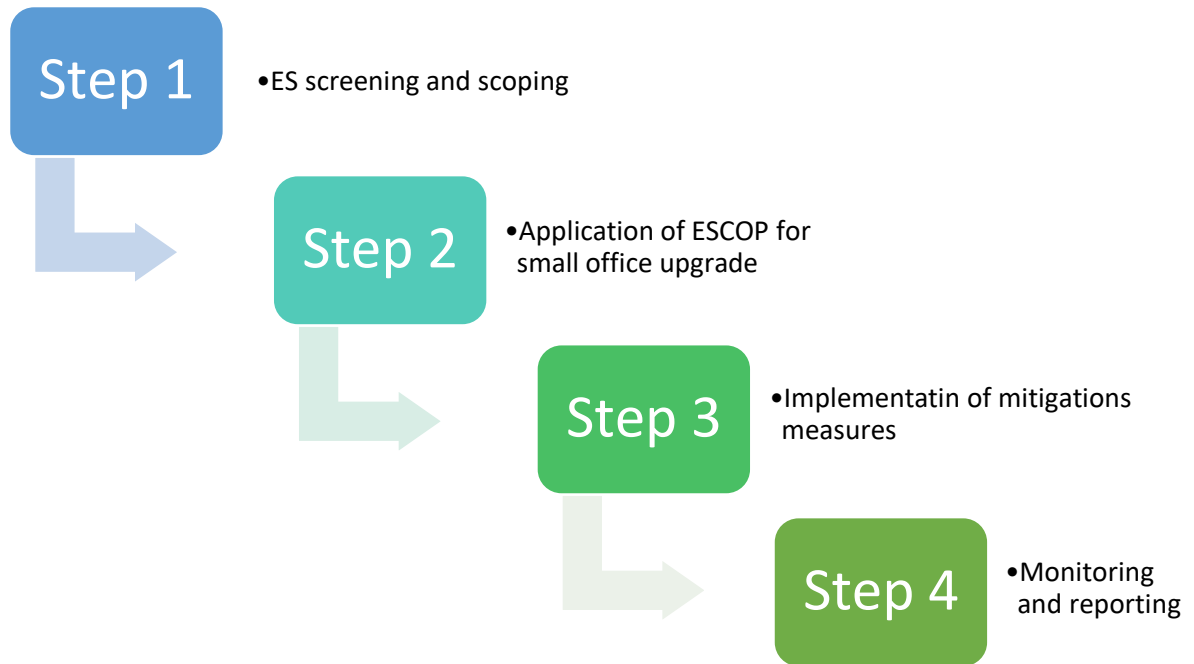 Step 1
•ES screening and scoping
Step 2
•Application of ESCOP for
small office upgrade
Step 3
•Implementatin of mitigations
measures
Step 4
•Monitoring
and reporting